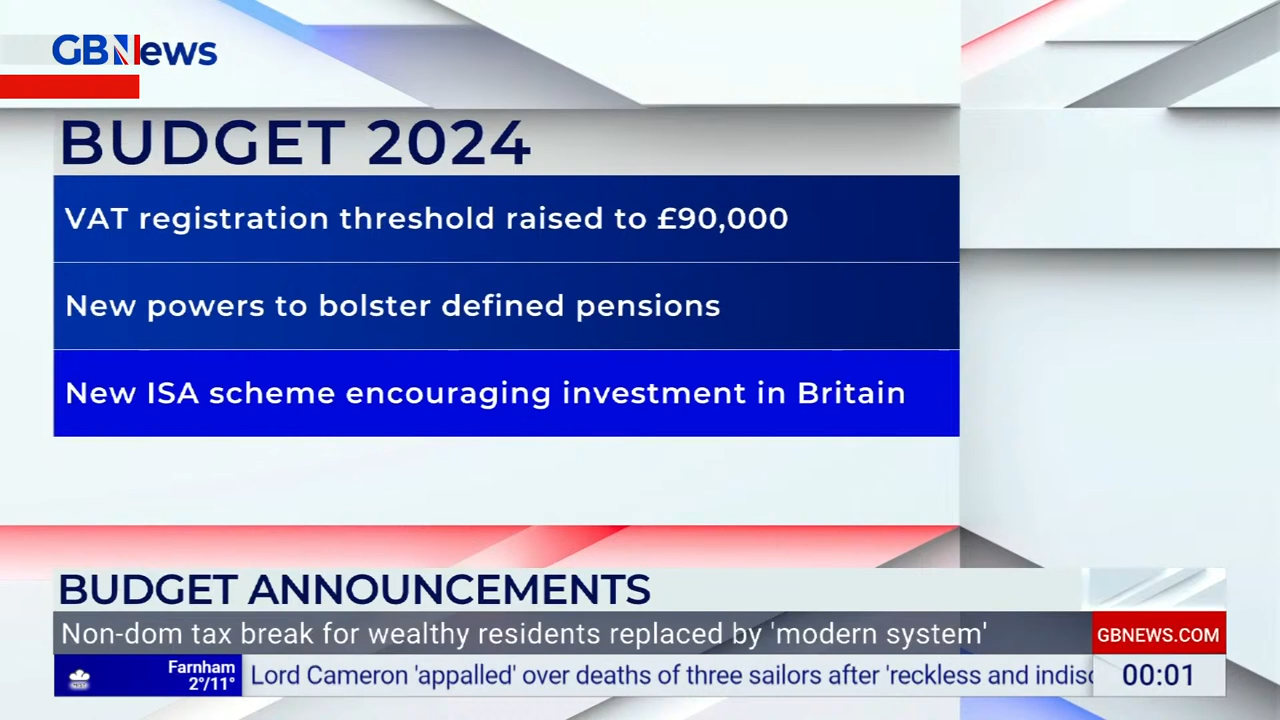 GBNews
BUDGET 2024
VAT registration threshold raised to £90,000
New powers to bolster defined pensions
New ISA scheme encouraging investment in Britain
BUDGET ANNOUNCEMENTS
Non-dom tax break for wealthy residents replaced by 'modern system'
GBNEWS.COM
Farnham
2°/11°
Lord Cameron 'appalled' over deaths of three sailors after 'reckless and
00:01